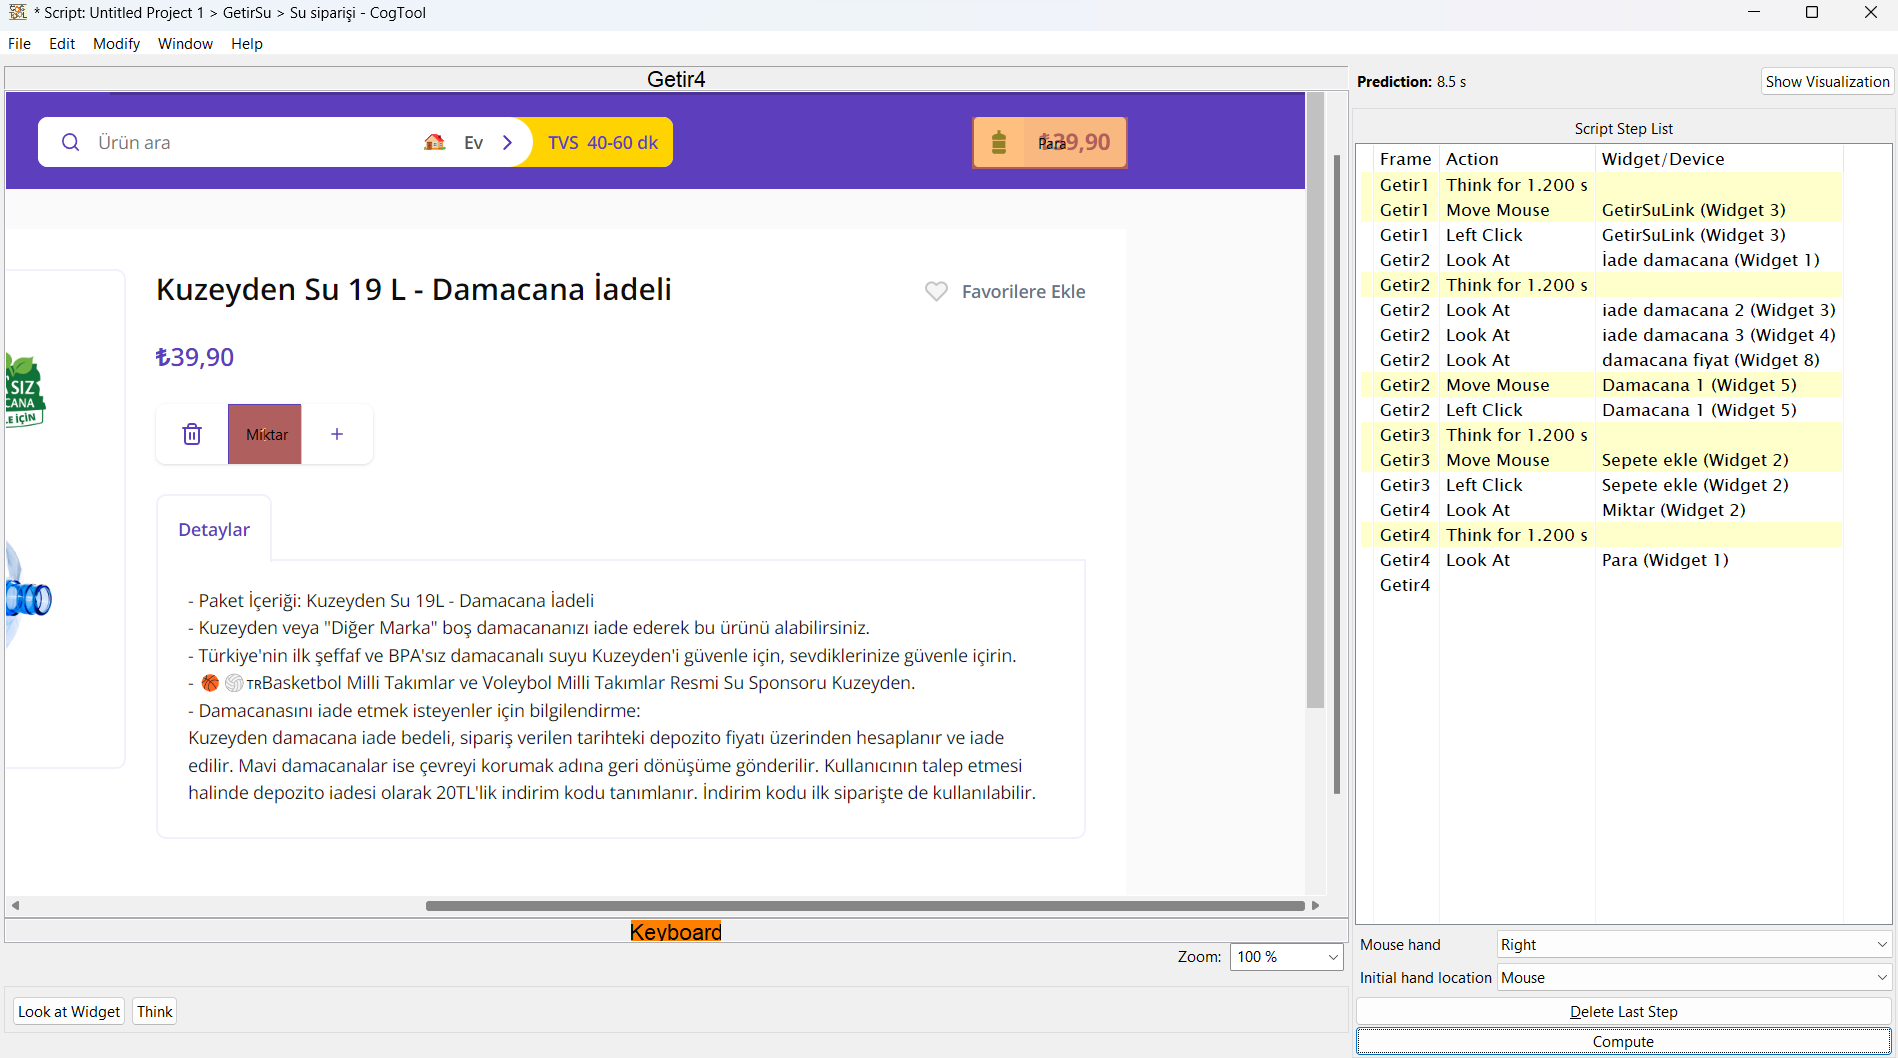 * Script: Untitled Project 1 > GetirSu > Su siparişi - CogTool
File Edit Modify Window Help
Getir4
Ürün ara
Ev
TVS 40-60 dk
Para
₺39,90
Kuzeyden Su 19 L - Damacana İadeli
Favorilere Ekle
₺39,90
Miktar
+
SIZ
CANA
İÇİN
Detaylar
- Paket İçeriği: Kuzeyden Su 19L - Damacana İadeli
- Kuzeyden veya "Diğer Marka" boş damacananızı iade ederek bu ürünü alabilirsiniz.
- Türkiye'nin ilk şeffaf ve BPA'sız damacanalı suyu Kuzeyden'i güvenle için, sevdiklerinize güvenle içirin.
- 🏀 🏐 TRBasketbol Milli Takımlar ve Voleybol Milli Takımlar Resmi Su Sponsoru Kuzeyden.
- Damacanasını iade etmek isteyenler için bilgilendirme:
Kuzeyden damacana iade bedeli, sipariş verilen tarihteki depozito fiyatı üzerinden hesaplanır ve iade
edilir. Mavi damacanalar ise çevreyi korumak adına geri dönüşüme gönderilir. Kullanıcının talep etmesi
halinde depozito iadesi olarak 20TL'lik indirim kodu tanımlanır. İndirim kodu ilk siparişte de kullanılabilir.
Keyboard
Zoom: 100 %
Look at Widget Think
Prediction: 8.5 s
Show Visualization
Script Step List
Frame Action Widget/Device
Getir1 Think for 1.200 s
Getir1 Move Mouse GetirSuLink (Widget 3)
Getir1 Left Click GetirSuLink (Widget 3)
Getir2 Look At İade damacana (Widget 1)
Getir2 Think for 1.200 s
Getir2 Look At iade damacana 2 (Widget 3)
Getir2 Look At iade damacana 3 (Widget 4)
Getir2 Look At damacana fiyat (Widget 8)
Getir2 Move Mouse Damacana 1 (Widget 5)
Getir2 Left Click Damacana 1 (Widget 5)
Getir3 Think for 1.200 s
Getir3 Move Mouse Sepete ekle (Widget 2)
Getir3 Left Click Sepete ekle (Widget 2)
Getir4 Look At Miktar (Widget 2)
Getir4 Think for 1.200 s
Getir4 Look At Para (Widget 1)
Getir4
Mouse hand Right
Initial hand location Mouse
Delete Last Step
Compute